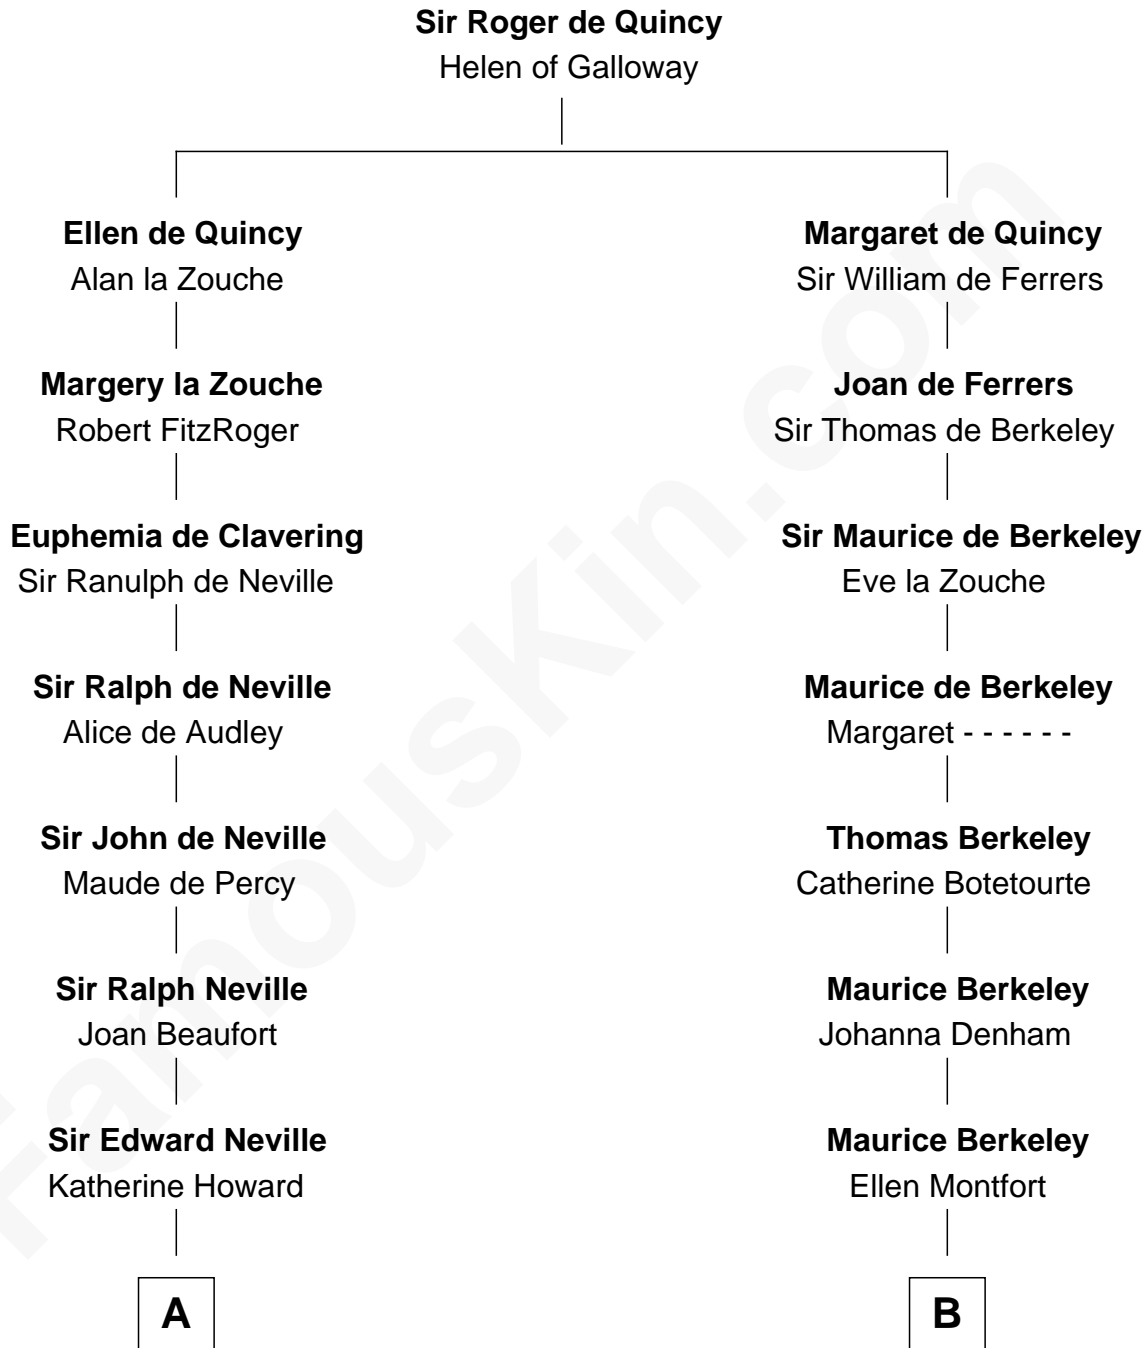 Sir Roger de Quincy
Helen of Galloway
Ellen de Quincy
Alan la Zouche
Margaret de Quincy
Sir William de Ferrers
Margery la Zouche
Robert FitzRoger
Joan de Ferrers
Sir Thomas de Berkeley
Euphemia de Clavering
Sir Ranulph de Neville
Sir Maurice de Berkeley
Eve la Zouche
Sir Ralph de Neville
Alice de Audley
Maurice de Berkeley
Margaret - - - - - -
Sir John de Neville
Maude de Percy
Thomas Berkeley
Catherine Botetourte
Sir Ralph Neville
Joan Beaufort
Maurice Berkeley
Johanna Denham
Sir Edward Neville
Katherine Howard
Maurice Berkeley
Ellen Montfort
A
B
FamousKin.com